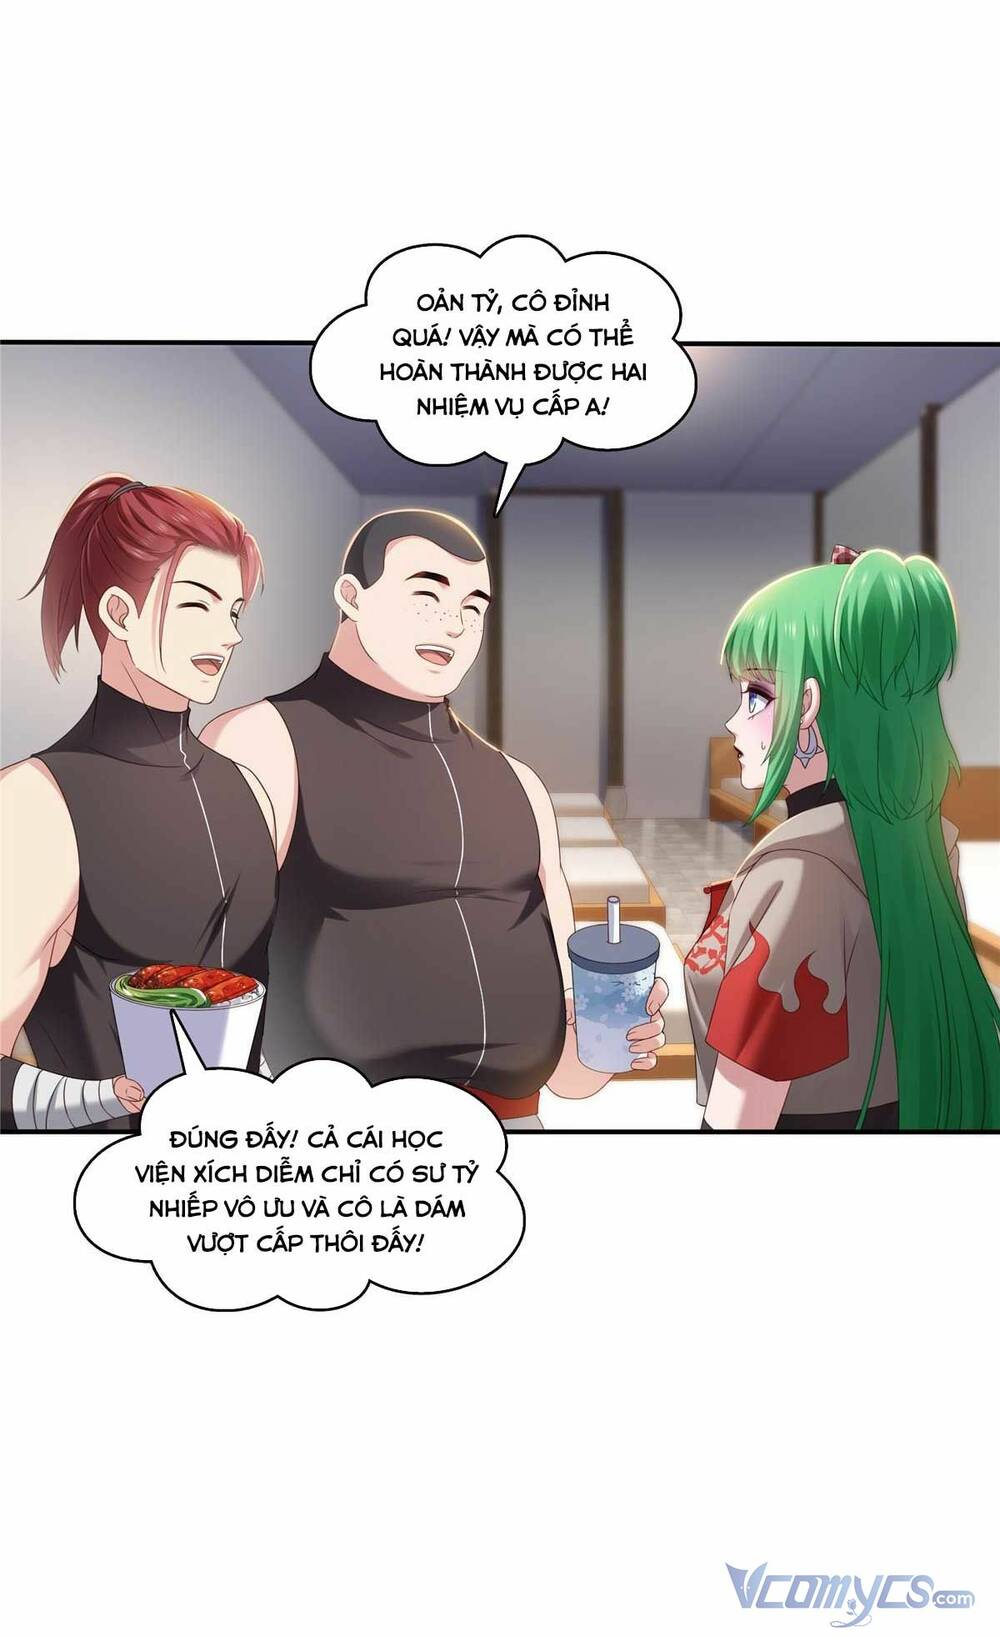 OẢN TỶ, CÔ ĐỈNH
QUÁ! VẬY MÀ CÓ THỂ
HOÀN THÀNH ĐƯỢC HAI
NHIỆM VỤ CẤP A!
ĐÚNG ĐẤY! CẢ CÁI HỌC
VIỆN XÍCH DIỄM CHỈ CÓ SƯ TỶ
NHIẾP VÔ ƯU VÀ CÔ LÀ DÁM
VƯỢT CẤP THÔI ĐẤY!
VCOMYCS.com